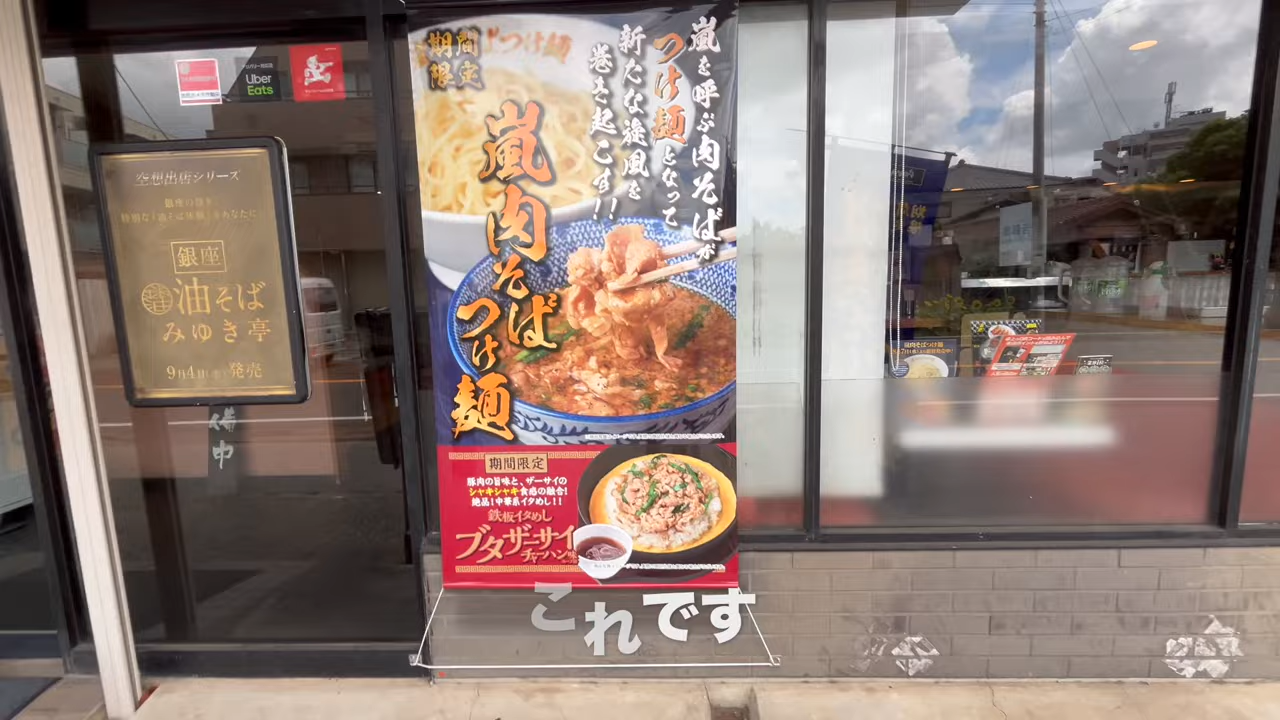 Uber
Eats
空想出店シリーズ
銀座
油そば
みゆき亭
9月4日 発売
備中
期間
限定
つけ麺
嵐を呼ぶ肉そばが
つけ麺となって
新たな旋風を
巻き起こす!!
嵐肉そば
つけ麺
期間限定
豚肉の旨味と、ザーサイの
シャキシャキ食感の融合!
絶品!中華系イタめし!!
鉄板イタめし
ブタザーサイ
チャーハン味
これです